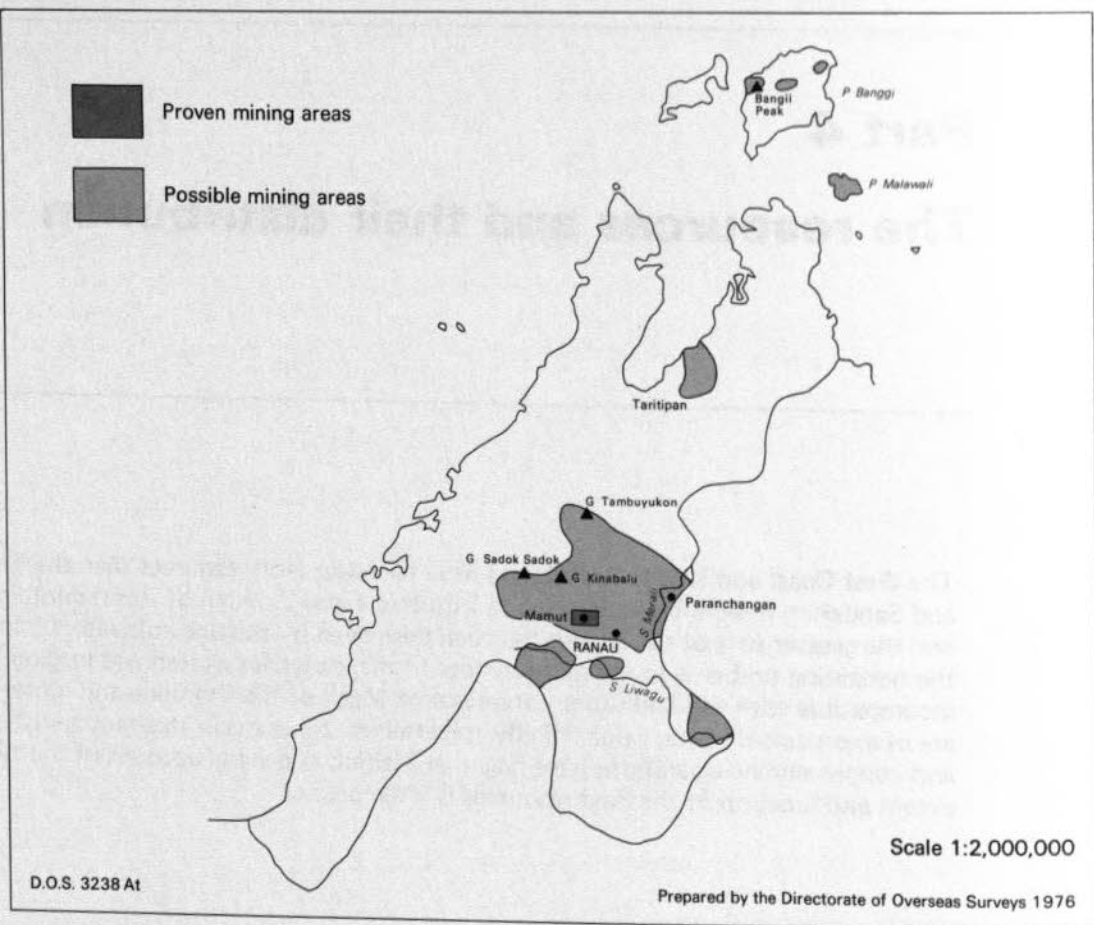 Proven mining areas
Possible mining areas
Bangii
Peak
P Banggi
P Malawali
Taritipan
G Tambuyukon
G Sadok Sadok
G Kinabalu
Mamut
S. Merali
Paranchangan
RANAU
S Liwagu
Scale 1:2,000,000
D.O.S. 3238 At
Prepared by the Directorate of Overseas Surveys 1976